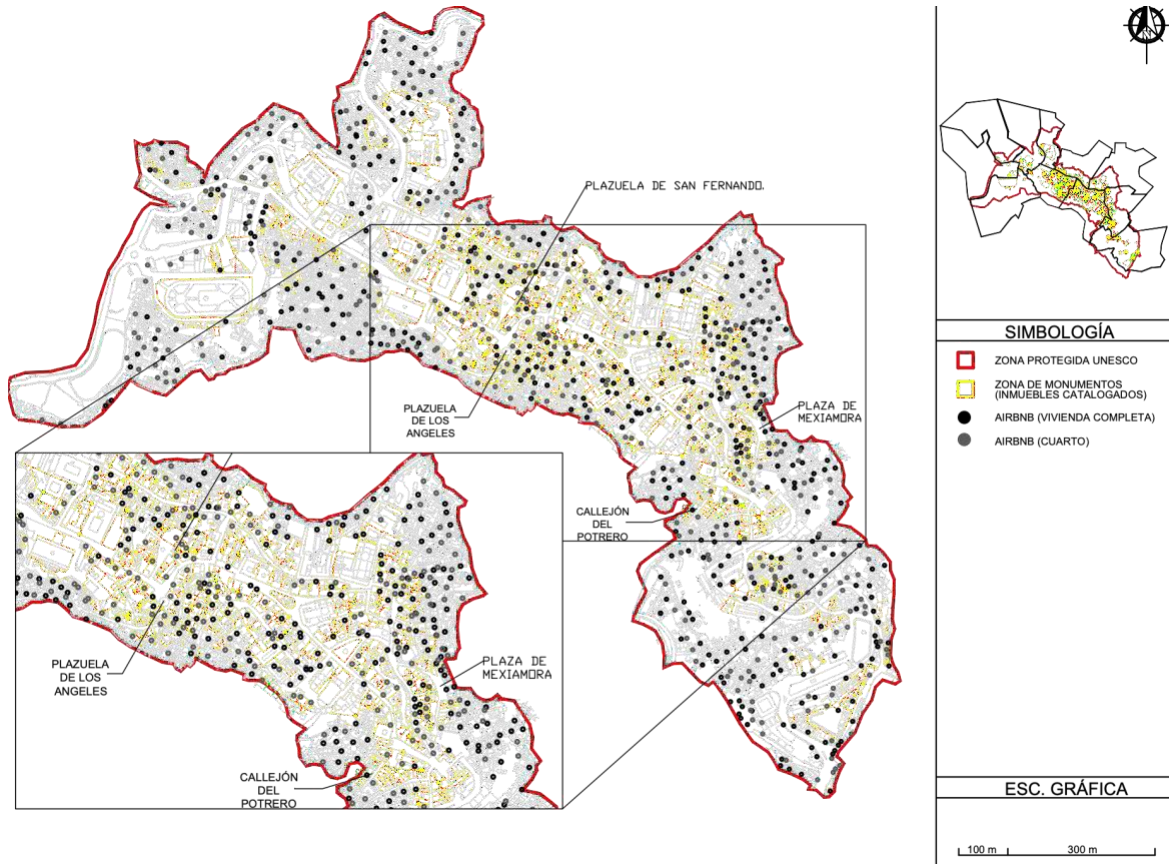 PLAZUELA DE SAN FERNANDO.
PLAZUELA
DE LOS
ANGELES
PLAZA DE
MEXIAMORA
CALLEJÓN
DEL
POTRERO
PLAZUELA
DE LOS
ANGELES
PLAZA DE
MEXIAMORA
CALLEJÓN
DEL
POTRERO
SIMBOLOGÍA
ZONA PROTEGIDA UNESCO
ZONA DE MONUMENTOS
(INMUEBLES CATALOGADOS)
AIRBNB (VIVIENDA COMPLETA)
AIRBNB (CUARTO)
ESC. GRÁFICA
100 m 300 m